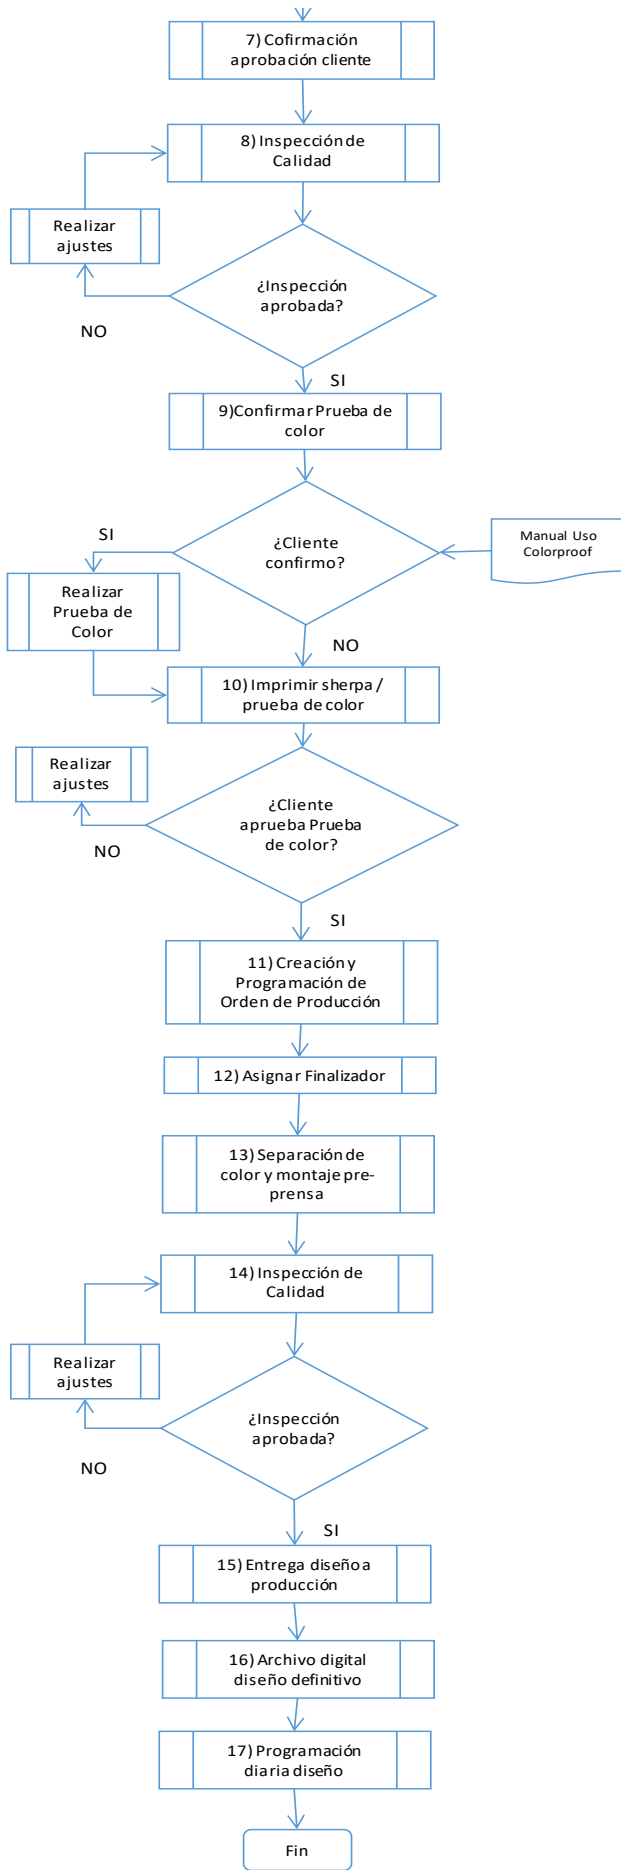 7) Cofirmación
aprobación cliente
8) Inspección de
Calidad
Realizar
ajustes
¿Inspección
aprobada?
NO
SI
9)Confirmar Prueba de
color
SI
¿Cliente
confirmo?
Manual Uso
Colorproof
Realizar
Prueba de
Color
NO
10) Imprimir sherpa /
prueba de color
Realizar
ajustes
¿Cliente
aprueba Prueba
de color?
NO
SI
11) Creación y
Programación de
Orden de Producción
12) Asignar Finalizador
13) Separación de
color y montaje pre-
prensa
14) Inspección de
Calidad
Realizar
ajustes
¿Inspección
aprobada?
NO
SI
15) Entrega diseño a
producción
16) Archivo digital
diseño definitivo
17) Programación
diaria diseño
Fin